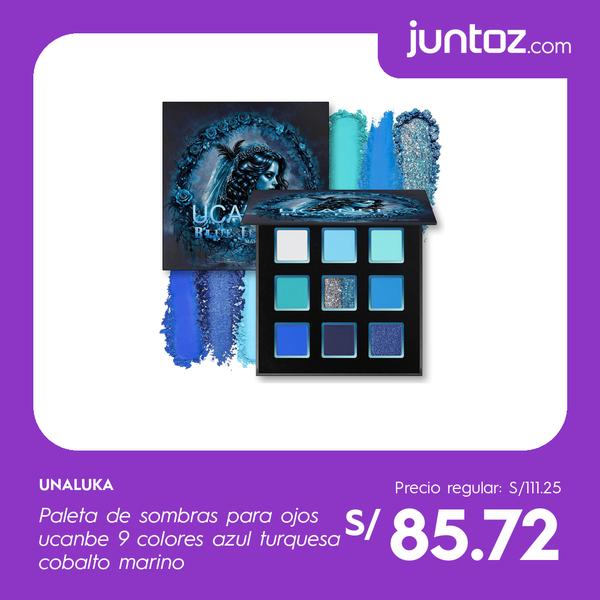 juntoz.com
UCA
UNALUKA
Precio regular: S/111.25
Paleta de sombras para ojos
ucanbe 9 colores azul turquesa
cobalto marino
S/ 85.72